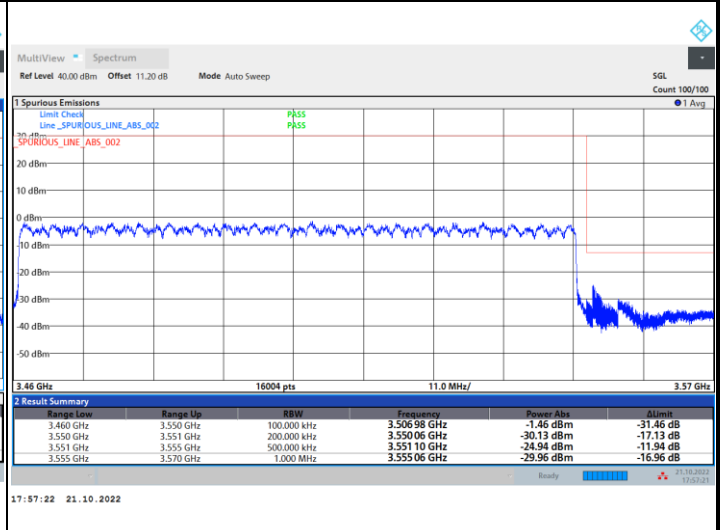 MultiView Spectrum
Ref Level 40.00 dBm Offset 11.20 dB Mode Auto Sweep SGL
Count 100/100
1 Spurious Emissions 1 Avg
Limit Check PASS
Line _SPURIOUS_LINE_ABS_002 PASS
30 dBm
_SPURIOUS_LINE_ABS_002
20 dBm
10 dBm
0 dBm
-10 dBm
-20 dBm
-30 dBm
-40 dBm
-50 dBm
3.46 GHz 16004 pts 11.0 MHz/ 3.57 GHz
2 Result Summary
Range Low Range Up RBW Frequency Power Abs ΔLimit
3.460 GHz 3.550 GHz 100.000 kHz 3.50698 GHz -1.46 dBm -31.46 dB
3.550 GHz 3.551 GHz 200.000 kHz 3.55006 GHz -30.13 dBm -17.13 dB
3.551 GHz 3.555 GHz 500.000 kHz 3.55110 GHz -24.94 dBm -11.94 dB
3.555 GHz 3.570 GHz 1.000 MHz 3.55506 GHz -29.96 dBm -16.96 dB
Ready 21.10.2022
17:57:21
17:57:22 21.10.2022